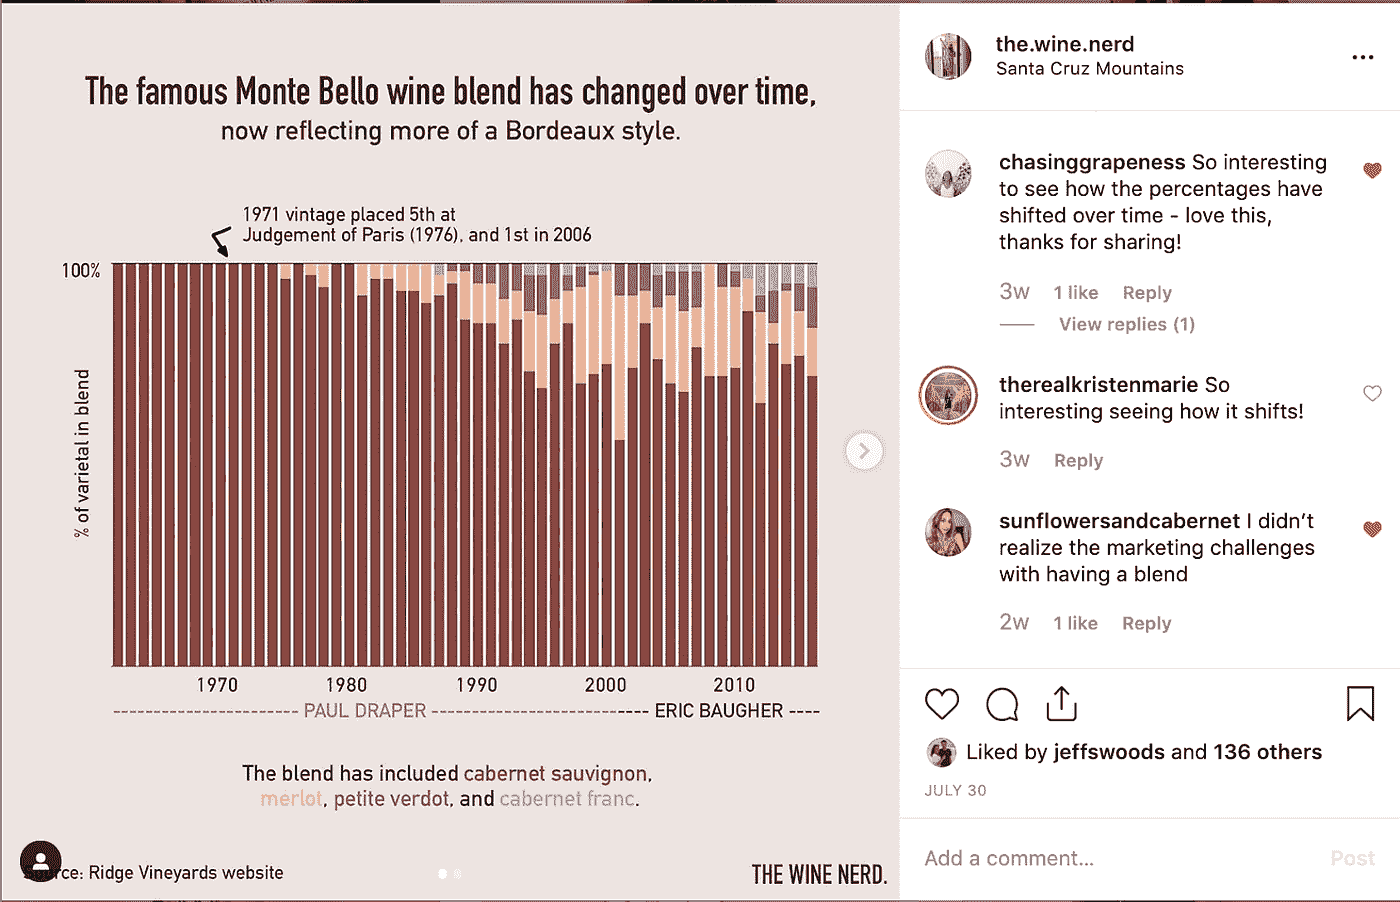 The famous Monte Bello wine blend has changed over time,
now reflecting more of a Bordeaux style.
1971 vintage placed 5th at
Judgement of Paris (1976), and 1st in 2006
100%
% of varietal in blend
1970 1980 1990 2000 2010
PAUL DRAPER ERIC BAUGHER
The blend has included cabernet sauvignon,
merlot, petite verdot, and cabernet franc.
Ridge Vineyards website
THE WINE NERD.
the.wine.nerd
Santa Cruz Mountains
chasinggrapeness So interesting
to see how the percentages have
shifted over time - love this,
thanks for sharing!
3w 1 like Reply
View replies (1)
therealkristenmarie So
interesting seeing how it shifts!
3w Reply
sunflowersandcabernet I didn't
realize the marketing challenges
with having a blend
2w 1 like Reply
Liked by jeffswoods and 136 others
JULY 30
Add a comment... Post